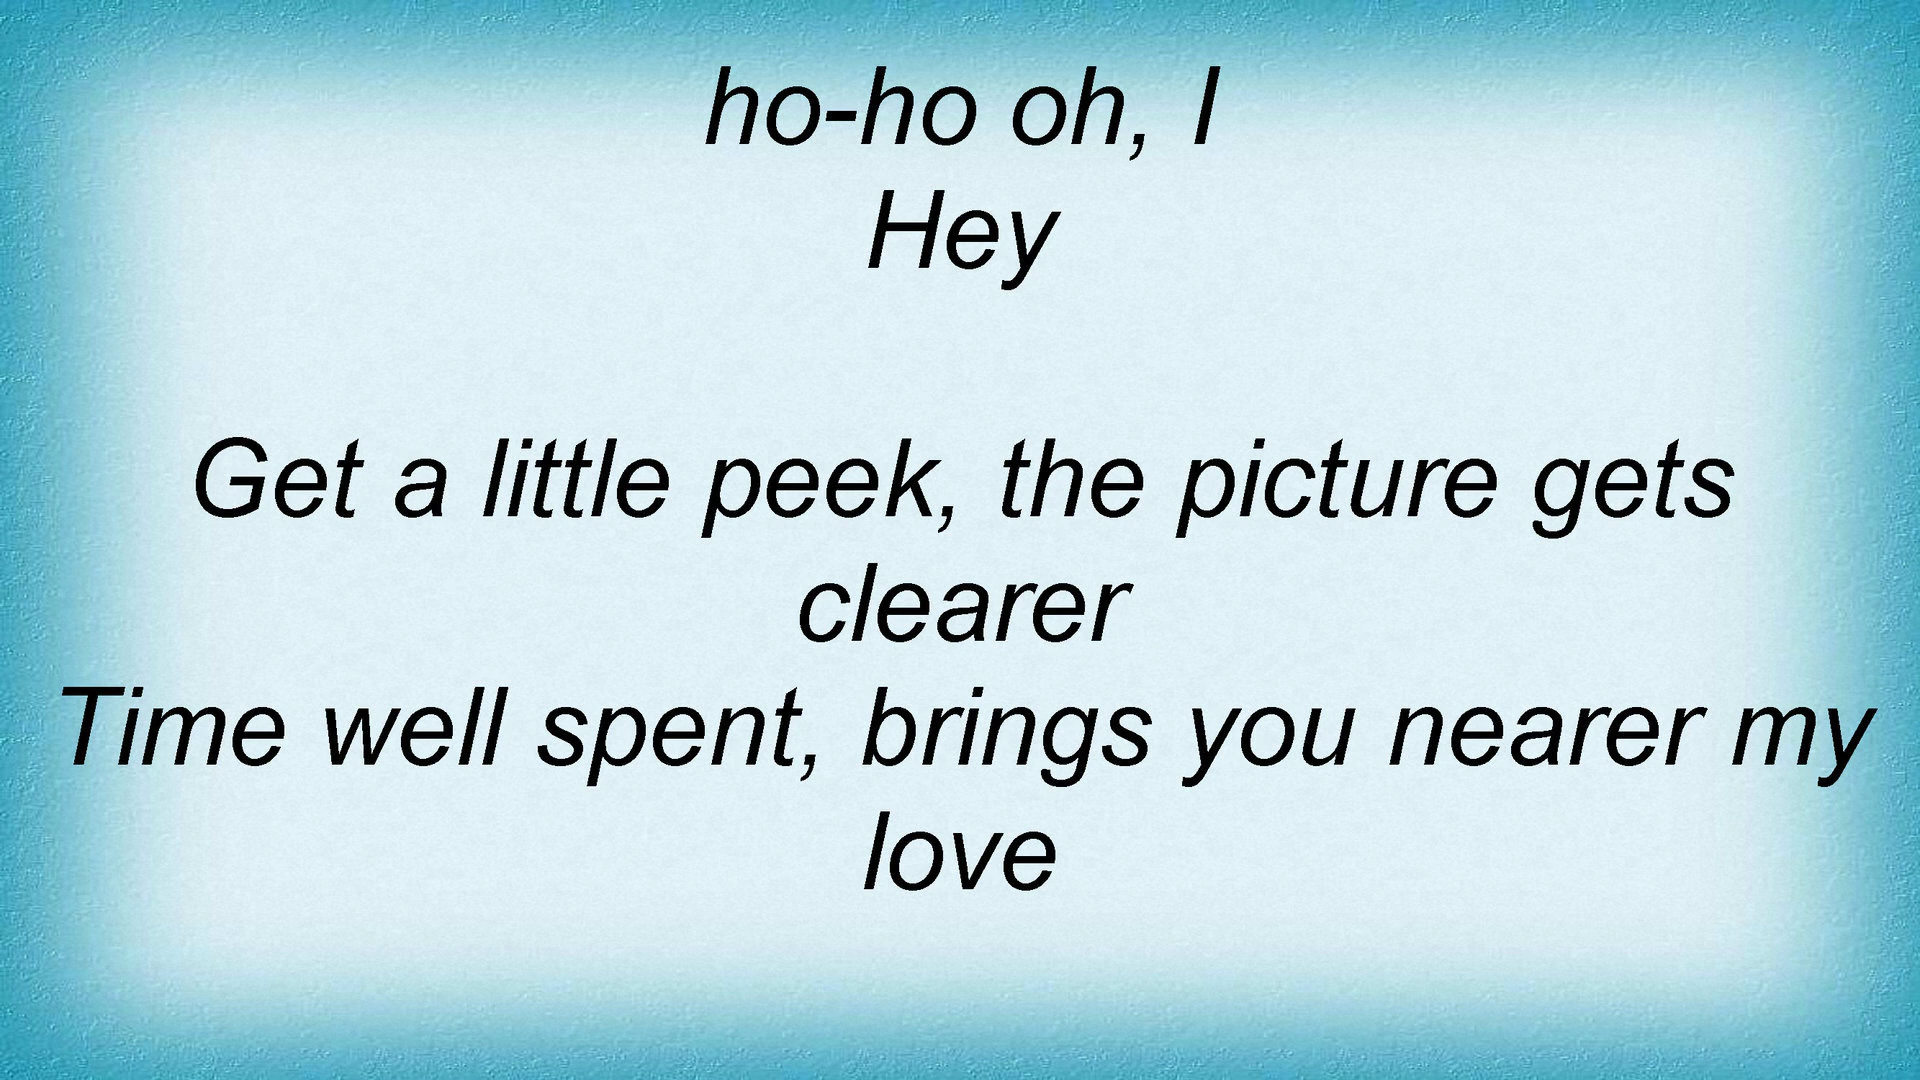 ho-ho oh, I
Hey
Get a little peek, the picture gets
clearer
Time well spent, brings you nearer my
love